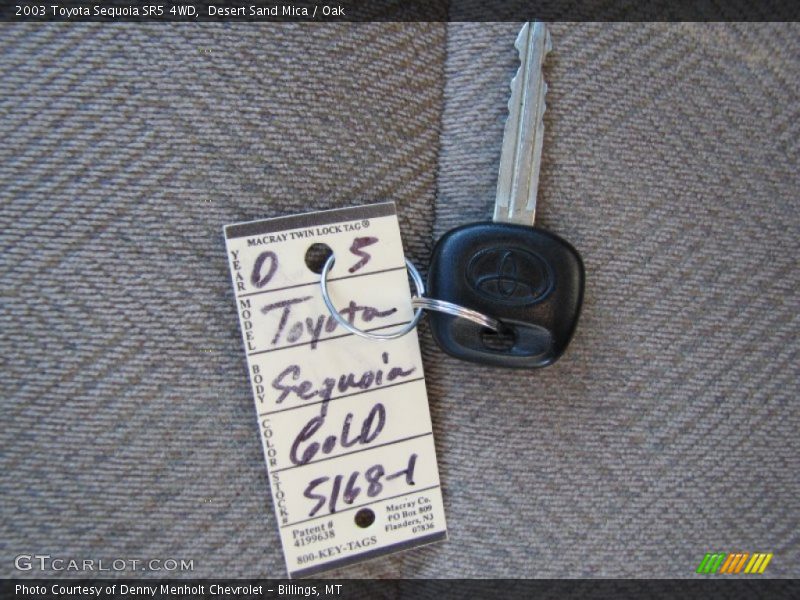 2003 Toyota Sequoia SR5 4WD, Desert Sand Mica / Oak
MACRAY TWIN LOCK TAG®
YEAR 0 5
MODEL Toyota
BODY Sequoia
COLOR GOLD
STOCK# 5168-1
Patent #
4199638
800-KEY-TAGS
Macray Co.
PO Box 809
Flanders, NJ
07836
GTCARLOT.COM
Photo Courtesy of Denny Menholt Chevrolet – Billings, MT